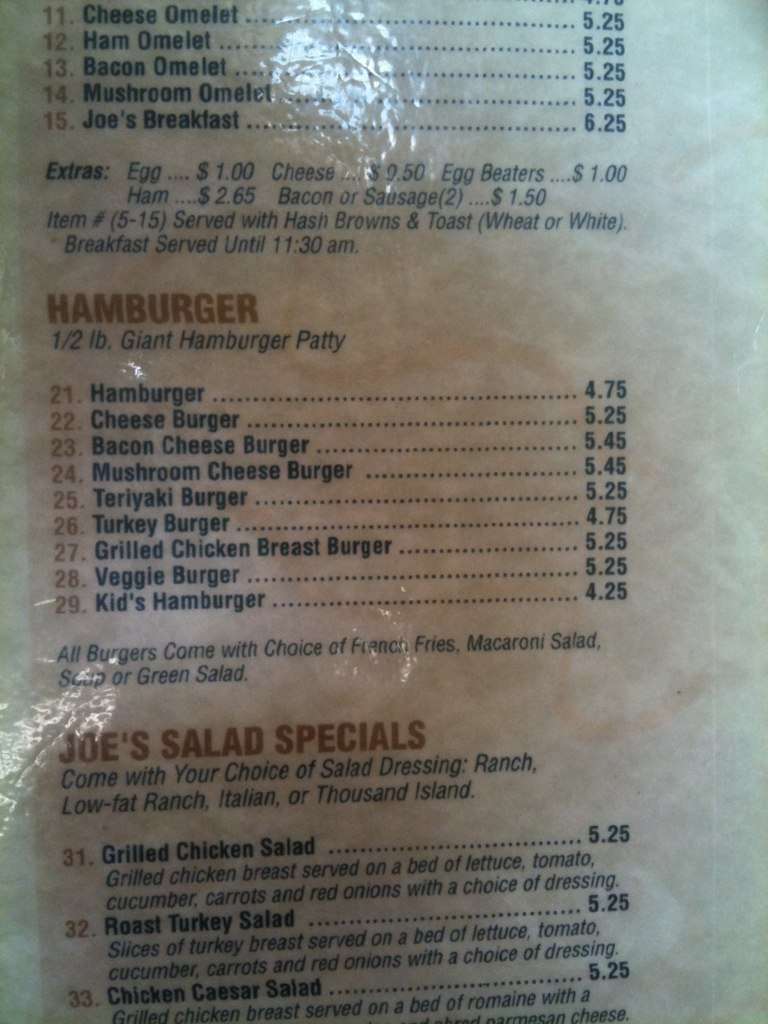 11. Cheese Omelet ........ 5.25
12. Ham Omelet ........ 5.25
13. Bacon Omelet ........ 5.25
14. Mushroom Omelet ........ 5.25
15. Joe's Breakfast ........ 6.25
Extras: Egg .... $ 1.00 Cheese .... $ 0.50 Egg Beaters ....$ 1.00
Ham ....$ 2.65 Bacon or Sausage(2) ....$ 1.50
Item # (5-15) Served with Hash Browns & Toast (Wheat or White).
Breakfast Served Until 11:30 am.
HAMBURGER
1/2 lb. Giant Hamburger Patty
21. Hamburger ........ 4.75
22. Cheese Burger ........ 5.25
23. Bacon Cheese Burger ........ 5.45
24. Mushroom Cheese Burger ........ 5.45
25. Teriyaki Burger ........ 5.25
26. Turkey Burger ........ 4.75
27. Grilled Chicken Breast Burger ........ 5.25
28. Veggie Burger ........ 5.25
29. Kid's Hamburger ........ 4.25
All Burgers Come with Choice of French Fries, Macaroni Salad,
Soup or Green Salad.
JOE'S SALAD SPECIALS
Come with Your Choice of Salad Dressing: Ranch,
Low-fat Ranch, Italian, or Thousand Island.
31. Grilled Chicken Salad ........ 5.25
Grilled chicken breast served on a bed of lettuce, tomato,
cucumber, carrots and red onions with a choice of dressing.
32. Roast Turkey Salad ........ 5.25
Slices of turkey breast served on a bed of lettuce, tomato,
cucumber, carrots and red onions with a choice of dressing.
33. Chicken Caesar Salad ........ 5.25
Grilled chicken breast served on a bed of romaine with a
parmesan cheese.